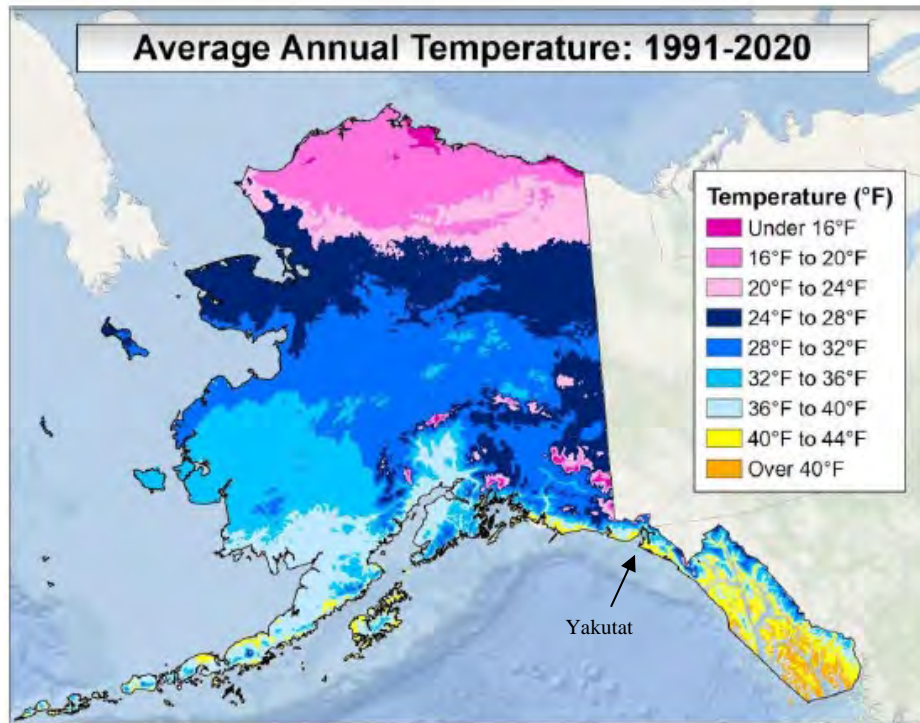 Average Annual Temperature: 1991-2020
Temperature (°F)
Under 16°F
16°F to 20°F
20°F to 24°F
24°F to 28°F
28°F to 32°F
32°F to 36°F
36°F to 40°F
40°F to 44°F
Over 40°F
Yakutat